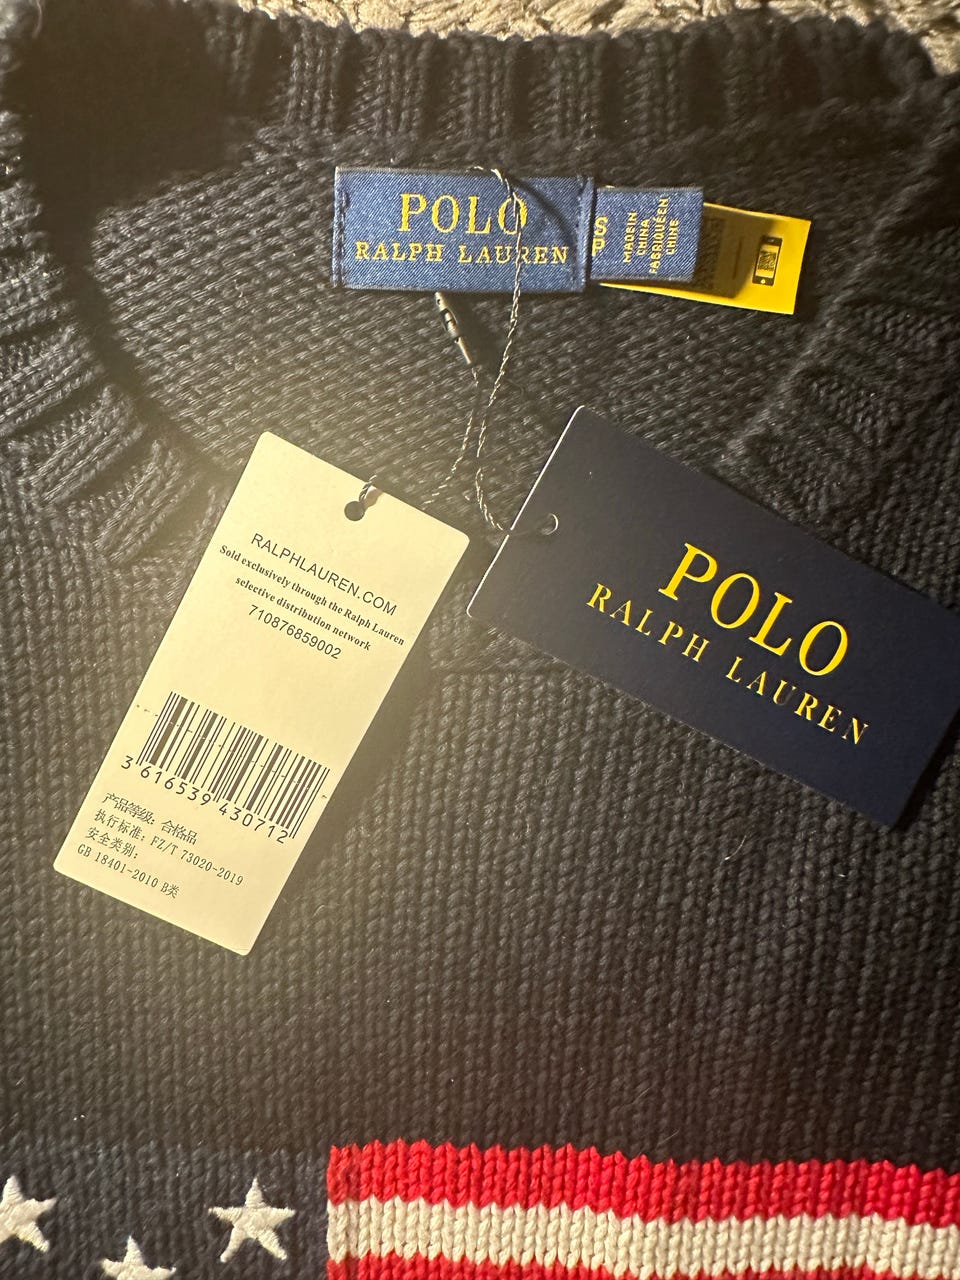 POLO
RALPH LAUREN
S/P
MADE IN
CHINA
FABRIQUÉ EN
CHINE
RALPHLAUREN.COM
Sold exclusively through the Ralph Lauren
selective distribution network
710876859002
3 616539 430712
产品等级: 合格品
执行标准: FZ/T 73020-2019
安全类别:
GB 18401-2010 B类
POLO
RALPH LAUREN